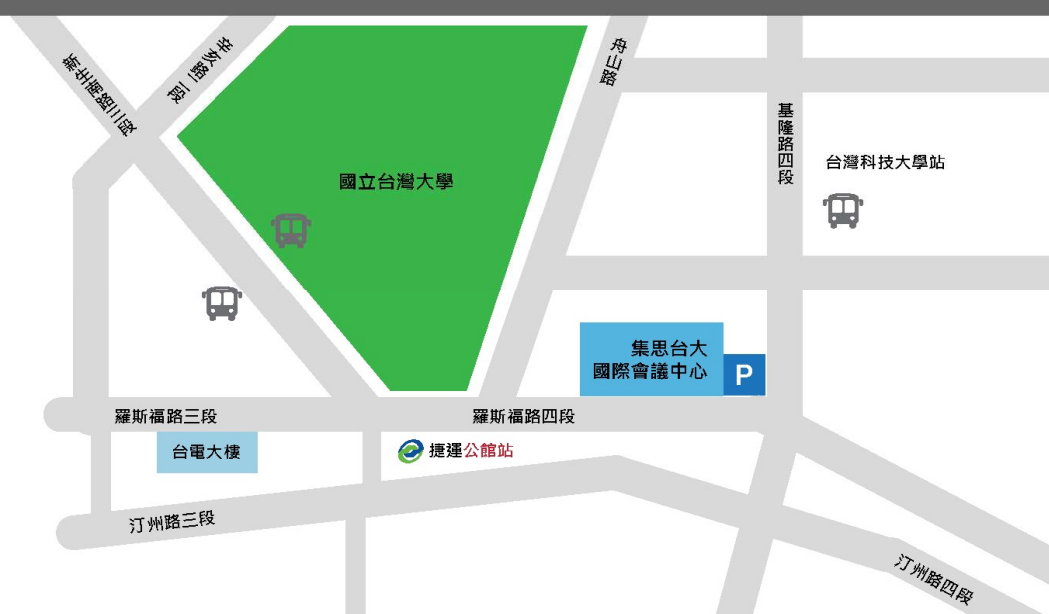 新生南路三段
辛亥路二段
舟山路
基隆路四段
台灣科技大學站
國立台灣大學
集思台大
國際會議中心
P
羅斯福路三段
羅斯福路四段
台電大樓
捷運公館站
汀州路三段
汀州路四段